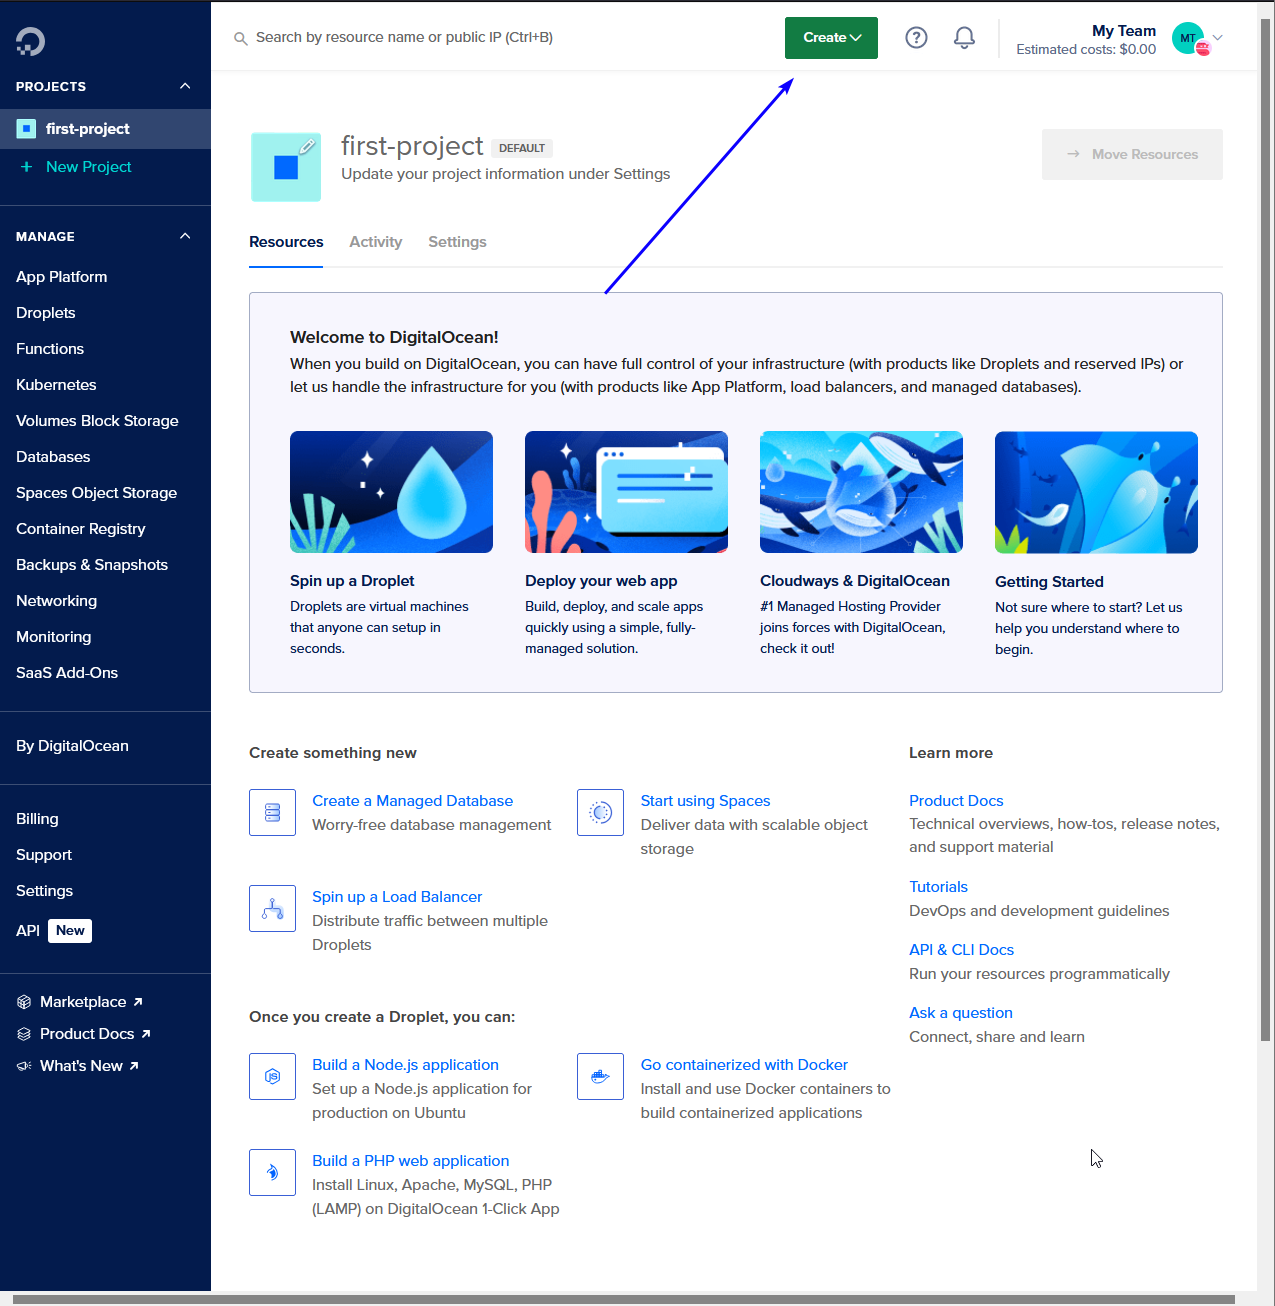 Search by resource name or public IP (Ctrl+B)
Create
?
My Team
Estimated costs: $0.00
MT
PROJECTS
first-project
+ New Project
MANAGE
App Platform
Droplets
Functions
Kubernetes
Volumes Block Storage
Databases
Spaces Object Storage
Container Registry
Backups & Snapshots
Networking
Monitoring
SaaS Add-Ons
By DigitalOcean
Billing
Support
Settings
API New
Marketplace
Product Docs
What's New
first-project DEFAULT
Update your project information under Settings
Move Resources
Resources Activity Settings
Welcome to DigitalOcean!
When you build on DigitalOcean, you can have full control of your infrastructure (with products like Droplets and reserved IPs) or
let us handle the infrastructure for you (with products like App Platform, load balancers, and managed databases).
Spin up a Droplet
Droplets are virtual machines
that anyone can setup in
seconds.
Deploy your web app
Build, deploy, and scale apps
quickly using a simple, fully-
managed solution.
Cloudways & DigitalOcean
#1 Managed Hosting Provider
joins forces with DigitalOcean,
check it out!
Getting Started
Not sure where to start? Let us
help you understand where to
begin.
Create something new
Create a Managed Database
Worry-free database management
Start using Spaces
Deliver data with scalable object
storage
Spin up a Load Balancer
Distribute traffic between multiple
Droplets
Once you create a Droplet, you can:
JS
Build a Node.js application
Set up a Node.js application for
production on Ubuntu
Go containerized with Docker
Install and use Docker containers to
build containerized applications
Build a PHP web application
Install Linux, Apache, MySQL, PHP
(LAMP) on DigitalOcean 1-Click App
Learn more
Product Docs
Technical overviews, how-tos, release notes,
and support material
Tutorials
DevOps and development guidelines
API & CLI Docs
Run your resources programmatically
Ask a question
Connect, share and learn